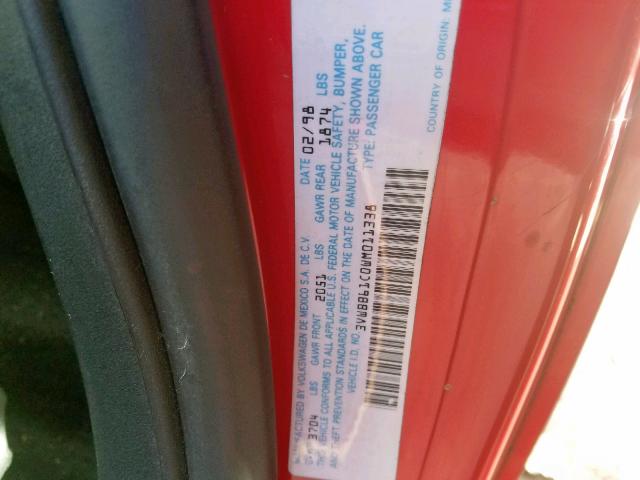 MANUFACTURED BY VOLKSWAGEN DE MEXICO S.A. DE C.V. DATE 02/98
3704 LBS GAWR FRONT 2051 LBS GAWR REAR 1874 LBS
THIS VEHICLE CONFORMS TO ALL APPLICABLE U.S. FEDERAL MOTOR VEHICLE SAFETY, BUMPER,
AND THEFT PREVENTION STANDARDS IN EFFECT ON THE DATE OF MANUFACTURE SHOWN ABOVE.
VEHICLE I.D. NO. 3VWBB61C0WM011338 TYPE: PASSENGER CAR
COUNTRY OF ORIGIN: